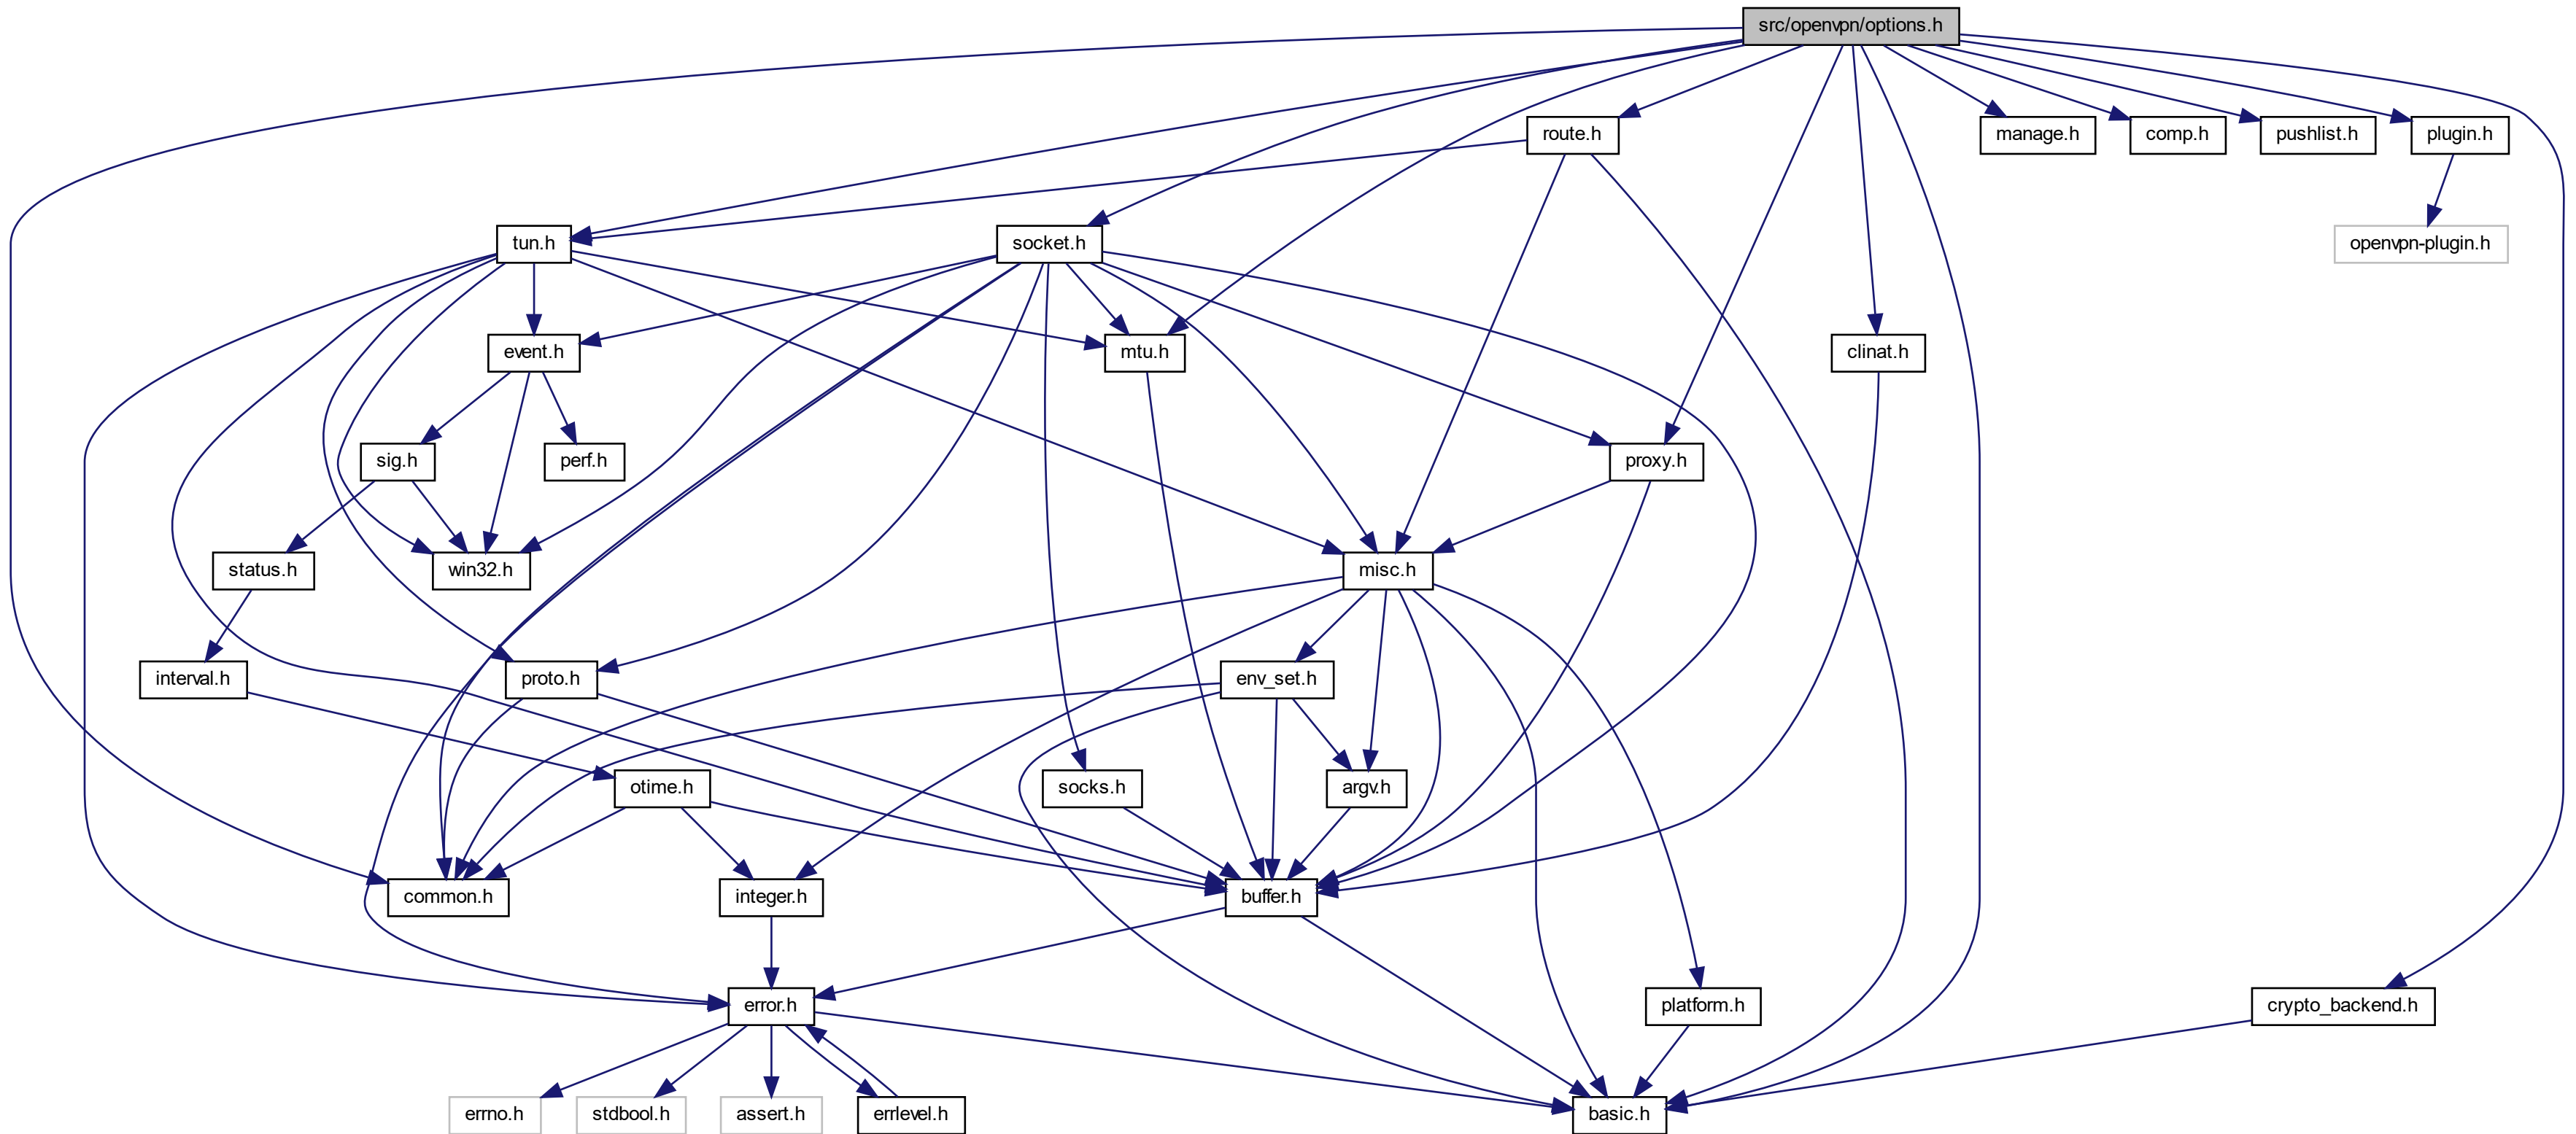 src/openvpn/options.h
route.h
manage.h
comp.h
pushlist.h
plugin.h
tun.h
socket.h
openvpn-plugin.h
event.h
mtu.h
clinat.h
sig.h
perf.h
proxy.h
status.h
win32.h
misc.h
interval.h
proto.h
env_set.h
otime.h
socks.h
argv.h
common.h
integer.h
buffer.h
error.h
platform.h
crypto_backend.h
errno.h
stdbool.h
assert.h
errlevel.h
basic.h